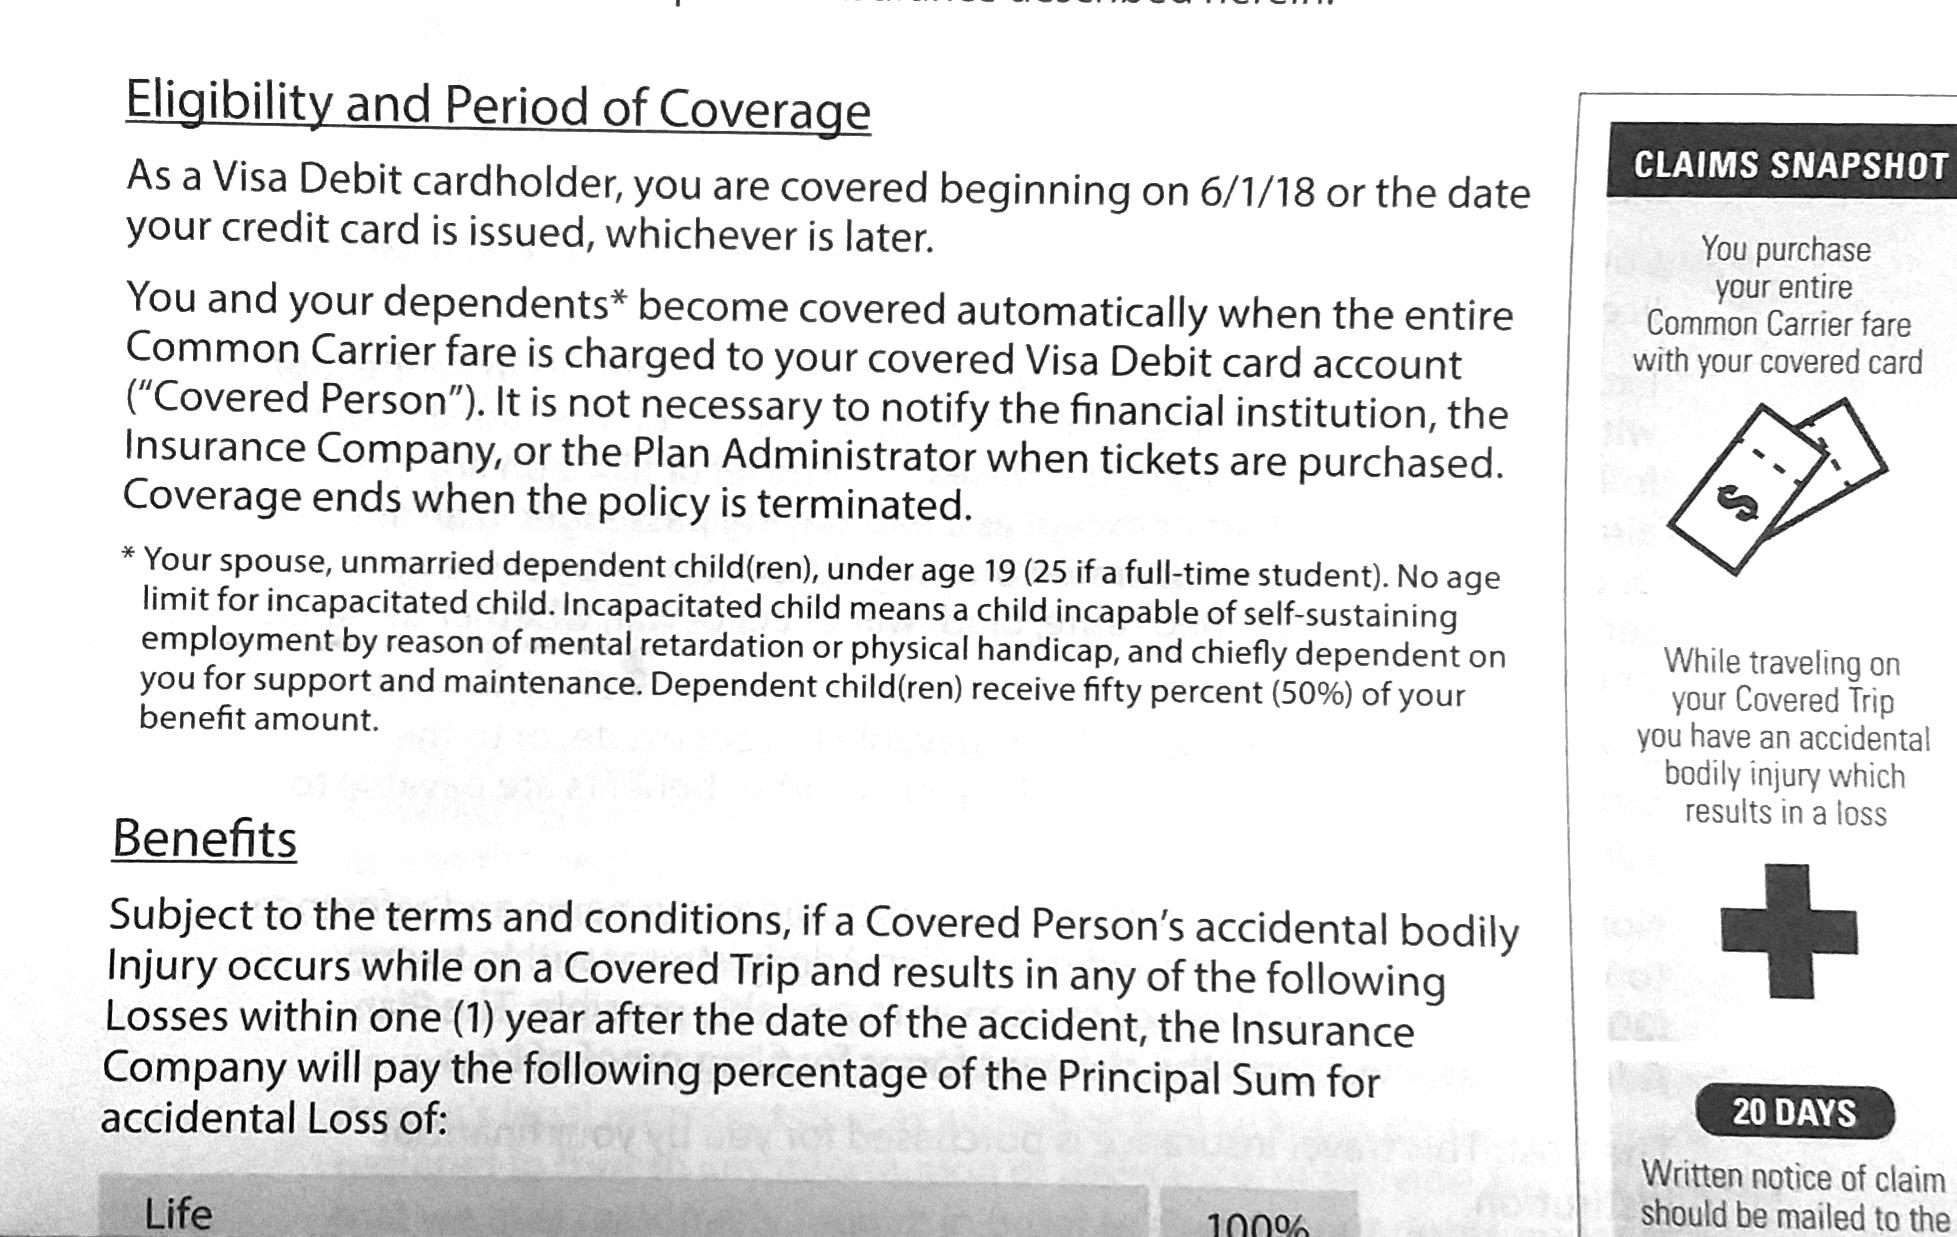 described herein.
Eligibility and Period of Coverage
As a Visa Debit cardholder, you are covered beginning on 6/1/18 or the date
your credit card is issued, whichever is later.
You and your dependents* become covered automatically when the entire
Common Carrier fare is charged to your covered Visa Debit card account
("Covered Person"). It is not necessary to notify the financial institution, the
Insurance Company, or the Plan Administrator when tickets are purchased.
Coverage ends when the policy is terminated.
* Your spouse, unmarried dependent child(ren), under age 19 (25 if a full-time student). No age
limit for incapacitated child. Incapacitated child means a child incapable of self-sustaining
employment by reason of mental retardation or physical handicap, and chiefly dependent on
you for support and maintenance. Dependent child(ren) receive fifty percent (50%) of your
benefit amount.
Benefits
Subject to the terms and conditions, if a Covered Person's accidental bodily
Injury occurs while on a Covered Trip and results in any of the following
Losses within one (1) year after the date of the accident, the Insurance
Company will pay the following percentage of the Principal Sum for
accidental Loss of:
Life 100%
CLAIMS SNAPSHOT
You purchase
your entire
Common Carrier fare
with your covered card
$
While traveling on
your Covered Trip
you have an accidental
bodily injury which
results in a loss
20 DAYS
Written notice of claim
should be mailed to the